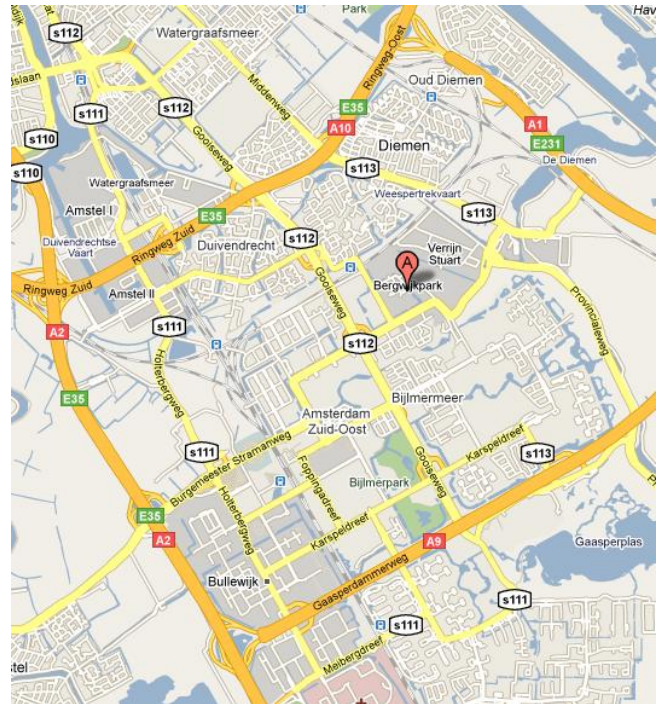 Park
Hav
s112
Watergraafsmeer
dijk
dslaan
Ringweg-Oost
Oud Diemen
s111
s112
Middenweg
E35
A1
s110
Gooiseweg
A10
Diemen
E231
s110
s113
De Diemen
Watergraafsmeer
Weespertrekvaart
Amstel I
E35
s113
Duivendrechtse
Vaart
Ringweg Zuid
Duivendrecht
s112
Verrijn
Stuart
A
Bergwijkpark
Ringweg Zuid
Amstel II
Gooiseweg
Provincialeweg
A2
s111
s112
Holterbergweg
E35
Bijlmermeer
Amsterdam
Zuid-Oost
s111
Burgemeester Stramanweg
Karspeldreef
s113
Gooiseweg
Foppingadreef
Holterbergweg
Bijlmerpark
P
E35
A2
Karspeldreef
A9
Gaasperplas
Gaasperdammerweg
Bullewijk
s111
s111
Meibergdreef
stel